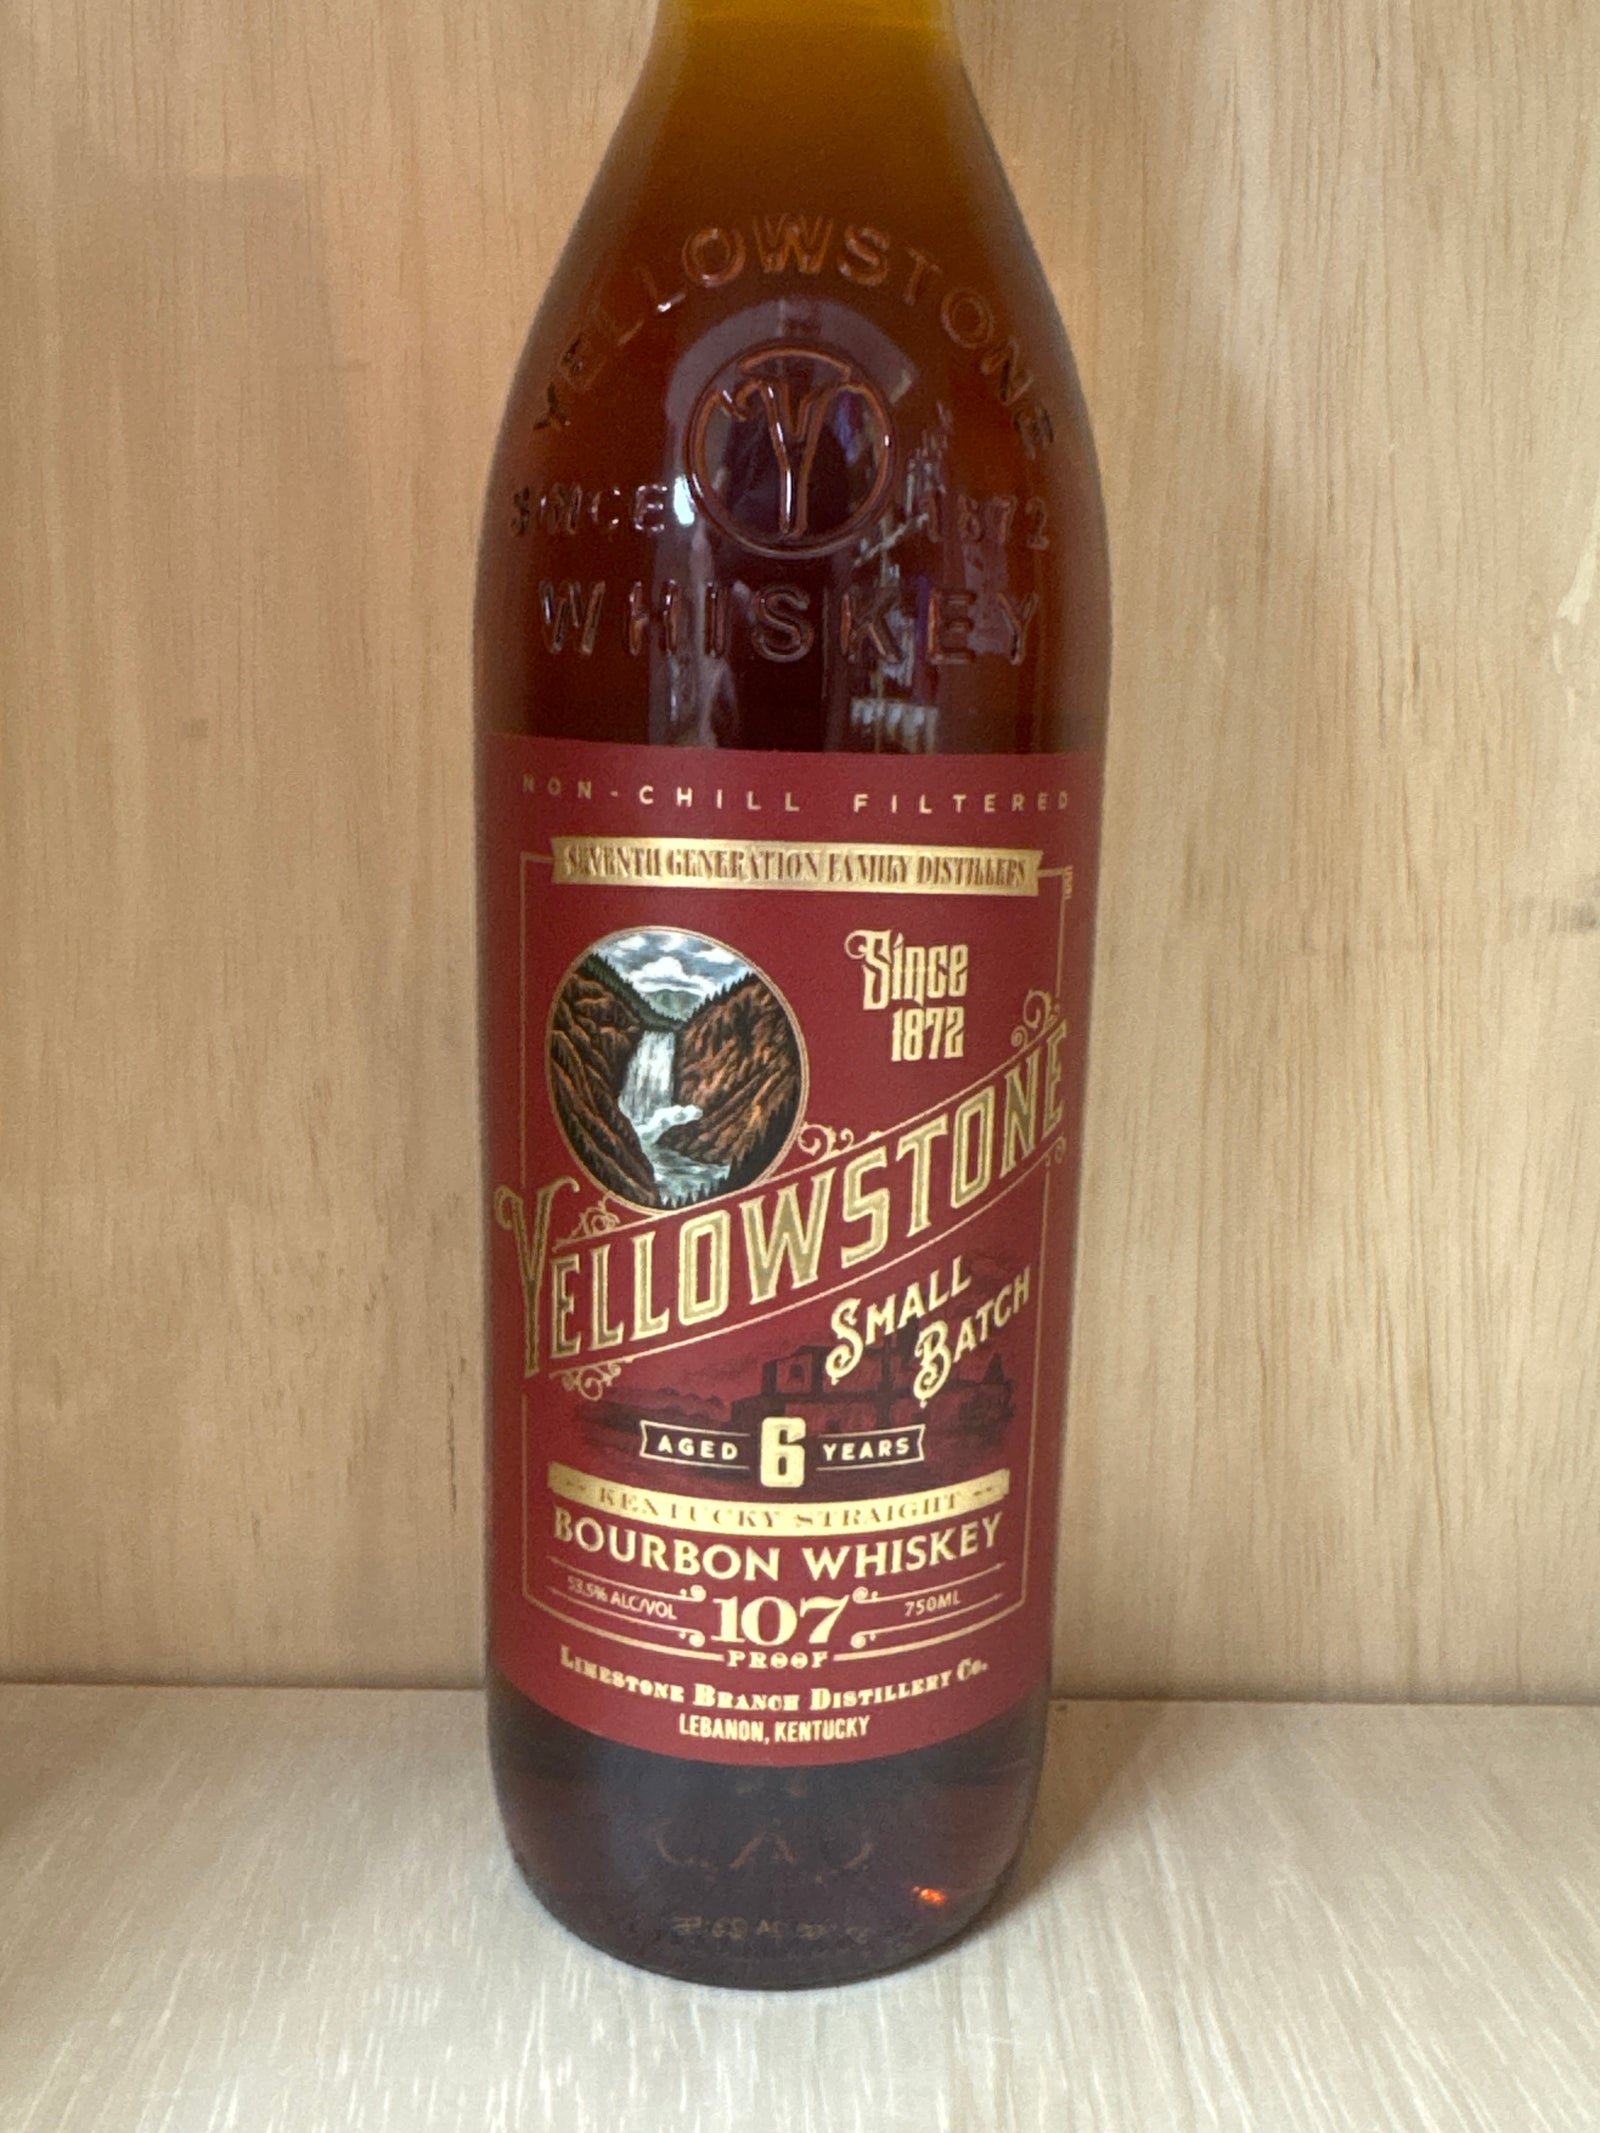 YELLOWSTONE
Y
SINCE 1872
WHISKEY
NON-CHILL FILTERED
SEVENTH GENERATION FAMILY DISTILLERS
Since
1872
YELLOWSTONE
SMALL
BATCH
AGED 6 YEARS
KENTUCKY STRAIGHT
BOURBON WHISKEY
53.5% ALC/VOL 107 750ML
PROOF
LIMESTONE BRANCH DISTILLERY CO.
LEBANON, KENTUCKY